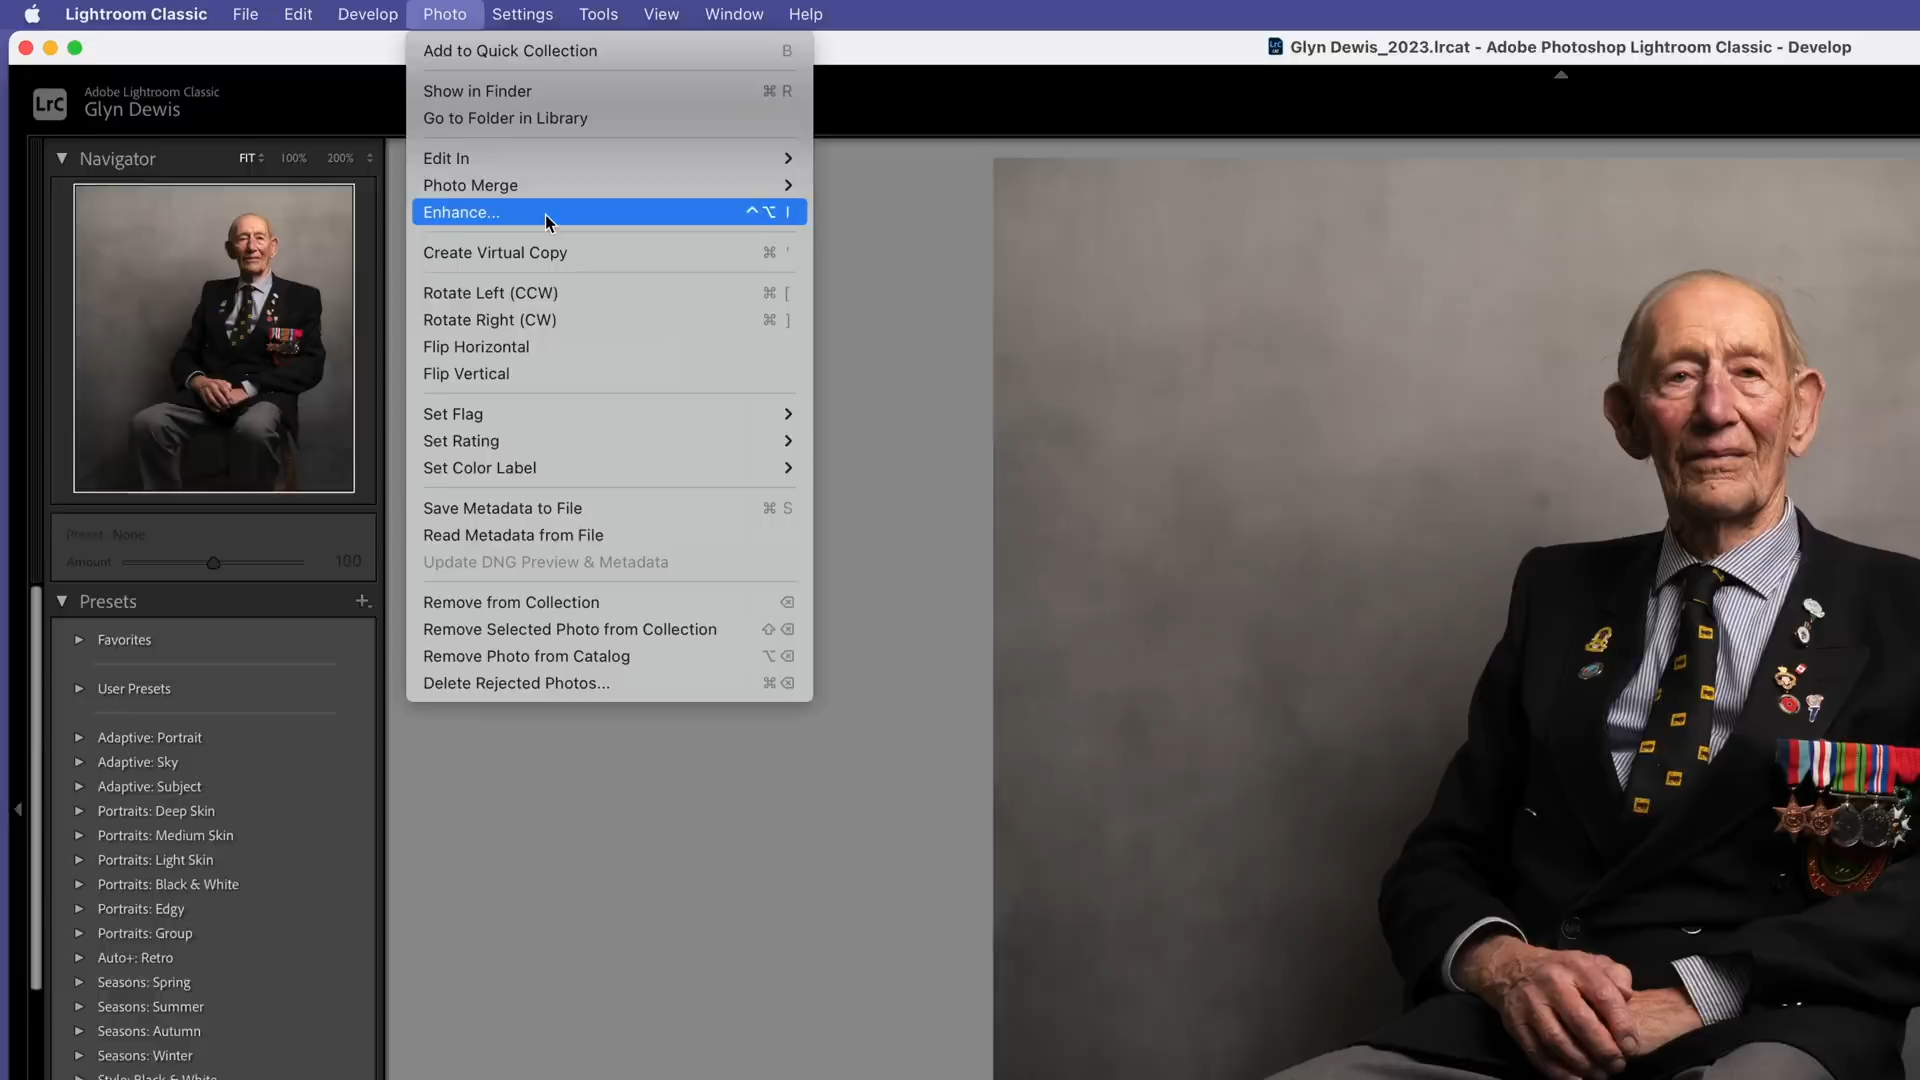 Lightroom Classic File Edit Develop Photo Settings Tools View Window Help
Glyn Dewis_2023.lrcat - Adobe Photoshop Lightroom Classic - Develop
LrC
Adobe Lightroom Classic
Glyn Dewis
Navigator FIT 100% 200%
Preset: None
Amount 100
Presets
Favorites
User Presets
Adaptive: Portrait
Adaptive: Sky
Adaptive: Subject
Portraits: Deep Skin
Portraits: Medium Skin
Portraits: Light Skin
Portraits: Black & White
Portraits: Edgy
Portraits: Group
Auto+: Retro
Seasons: Spring
Seasons: Summer
Seasons: Autumn
Seasons: Winter
Style: Black & White
Add to Quick Collection B
Show in Finder ⌘ R
Go to Folder in Library
Edit In
Photo Merge
Enhance... ^⌥ I
Create Virtual Copy ⌘ '
Rotate Left (CCW) ⌘ [
Rotate Right (CW) ⌘ ]
Flip Horizontal
Flip Vertical
Set Flag
Set Rating
Set Color Label
Save Metadata to File ⌘ S
Read Metadata from File
Update DNG Preview & Metadata
Remove from Collection ⌫
Remove Selected Photo from Collection ⇧ ⌫
Remove Photo from Catalog ⌥ ⌫
Delete Rejected Photos... ⌘ ⌫